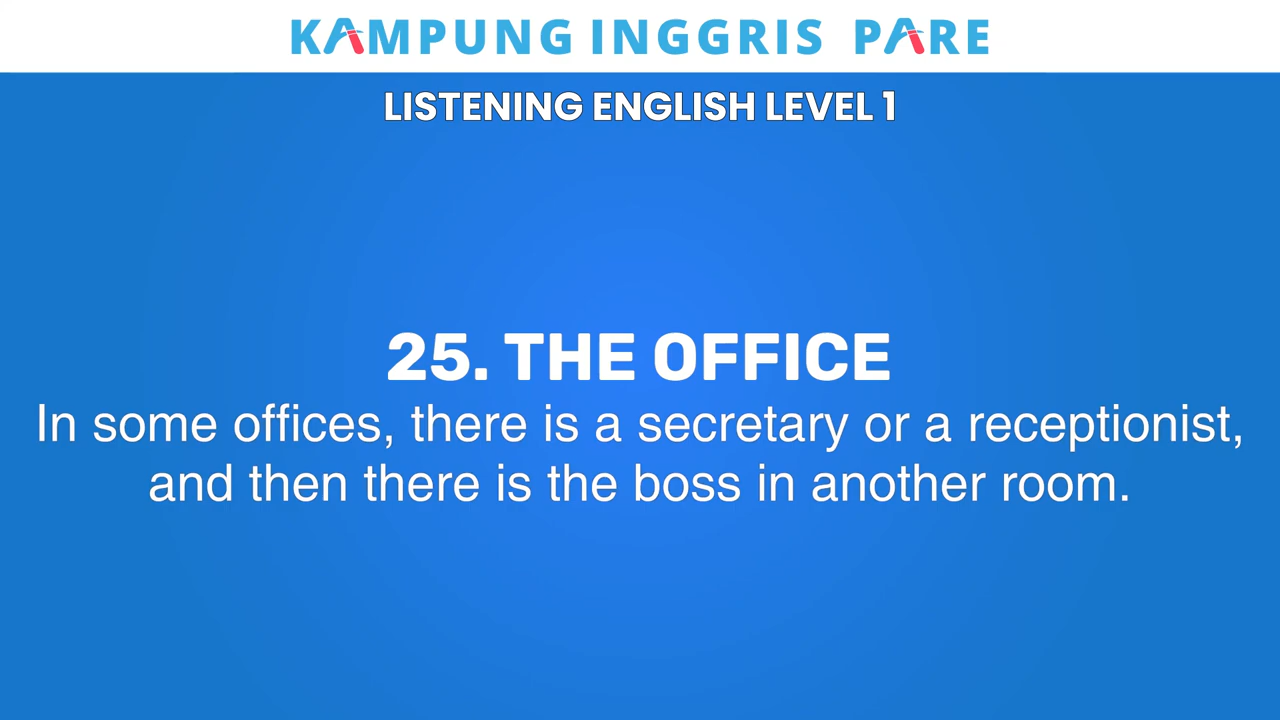 KAMPUNG INGGRIS PARE
LISTENING ENGLISH LEVEL 1
25. THE OFFICE
In some offices, there is a secretary or a receptionist,
and then there is the boss in another room.